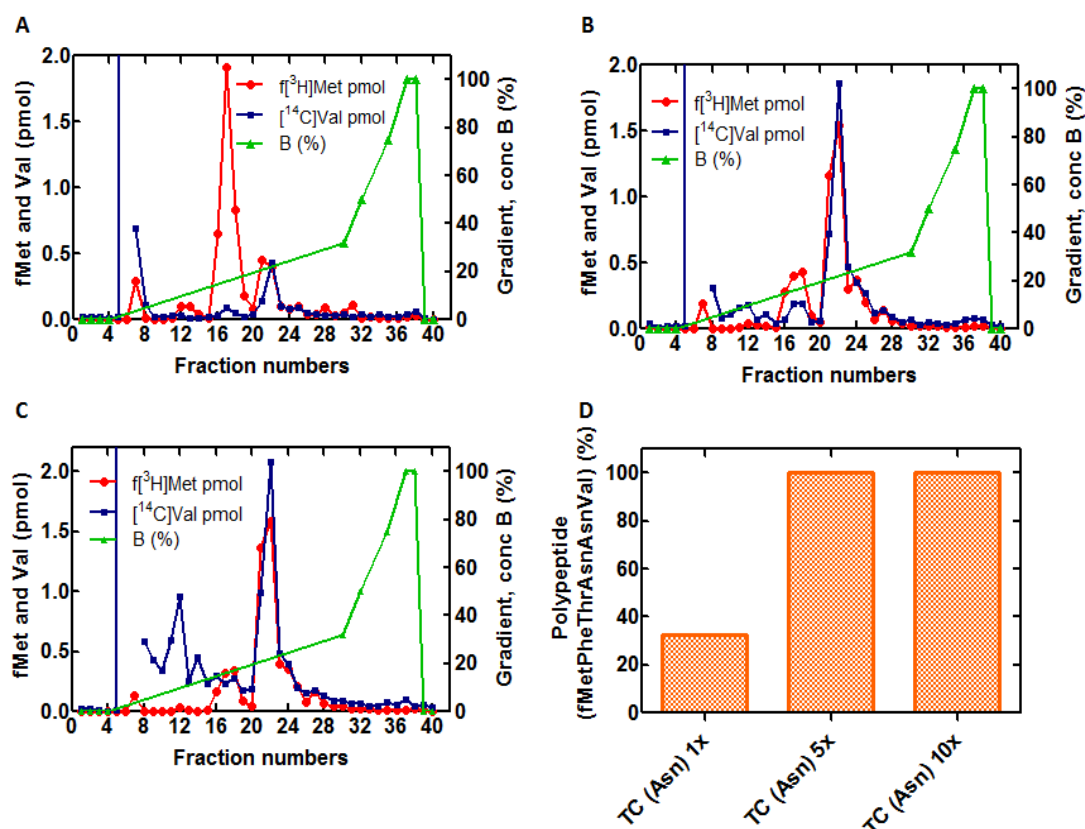 A
fMet and Val (pmol)
2.0
1.5
1.0
0.5
0.0
f[³H]Met pmol
[¹⁴C]Val pmol
B (%)
100
80
60
40
20
0
Gradient, conc B (%)
0 4 8 12 16 20 24 28 32 36 40
Fraction numbers
B
fMet and Val (pmol)
2.0
1.5
1.0
0.5
0.0
f[³H]Met pmol
[¹⁴C]Val pmol
B (%)
100
80
60
40
20
0
Gradient, conc B (%)
0 4 8 12 16 20 24 28 32 36 40
Fraction numbers
C
fMet and Val (pmol)
2.0
1.5
1.0
0.5
0.0
f[³H]Met pmol
[¹⁴C]Val pmol
B (%)
100
80
60
40
20
0
Gradient, conc B (%)
0 4 8 12 16 20 24 28 32 36 40
Fraction numbers
D
Polypeptide
(fMetPheThrAsnAsnVal) (%)
100
80
60
40
20
0
TC (Asn) 1x
TC (Asn) 5x
TC (Asn) 10x